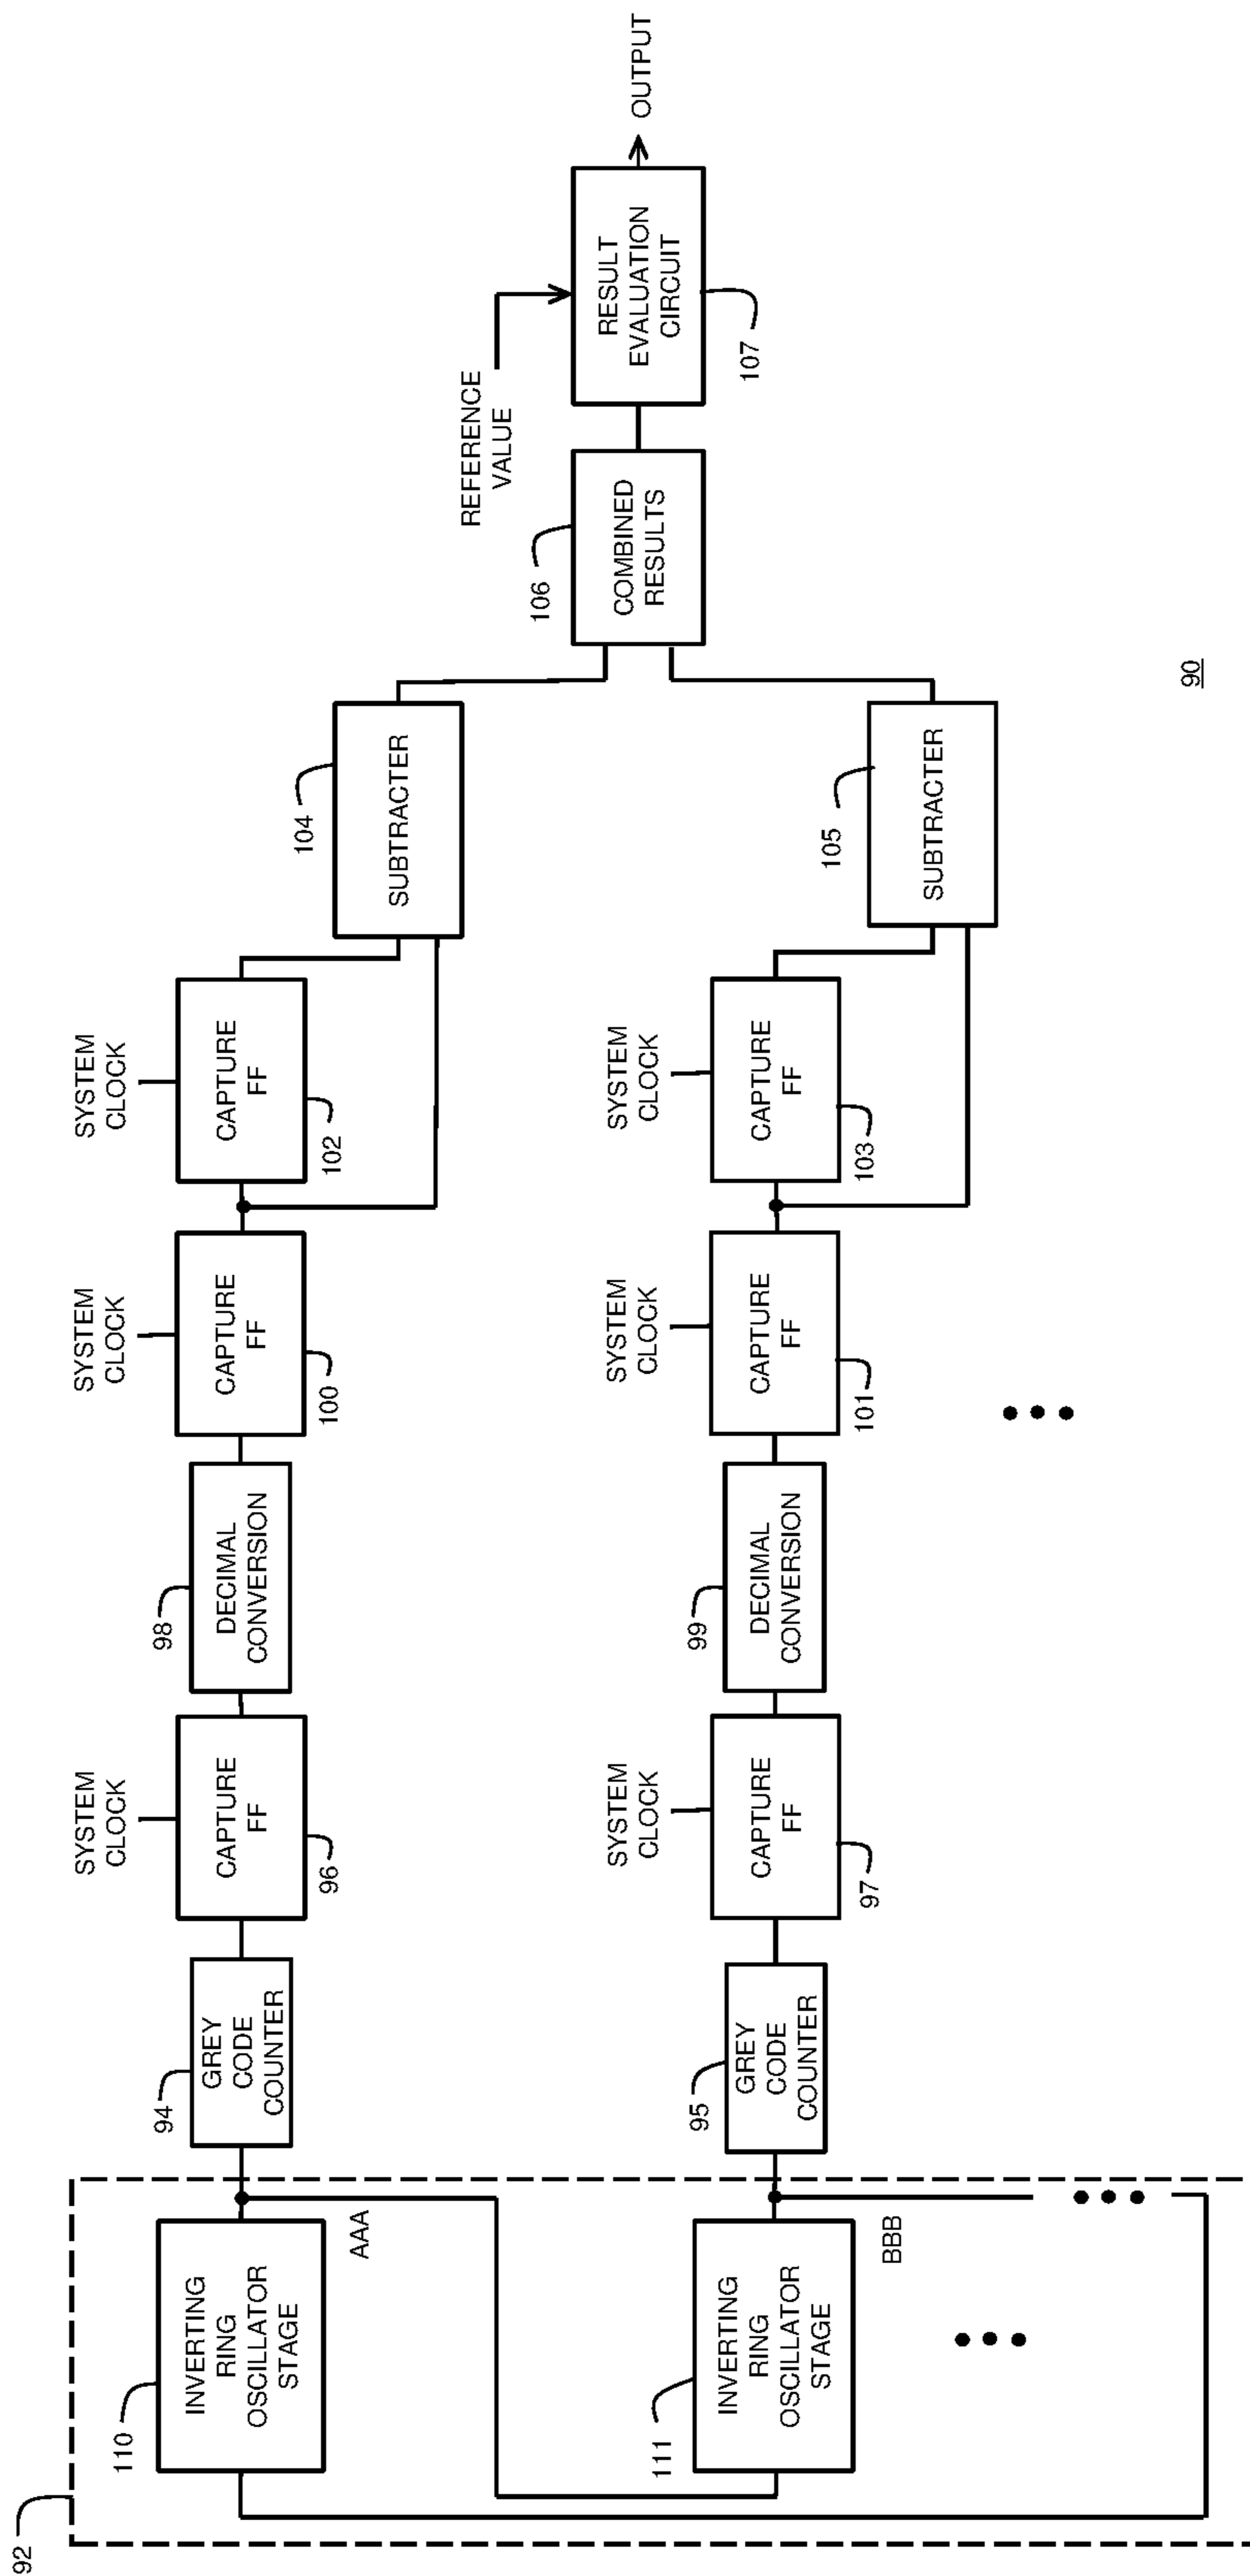 92
110
INVERTING
RING
OSCILLATOR
STAGE
AAA
94
GREY
CODE
COUNTER
SYSTEM
CLOCK
CAPTURE
FF
96
98
DECIMAL
CONVERSION
SYSTEM
CLOCK
CAPTURE
FF
100
SYSTEM
CLOCK
CAPTURE
FF
102
104
SUBTRACTER
111
INVERTING
RING
OSCILLATOR
STAGE
BBB
95
GREY
CODE
COUNTER
SYSTEM
CLOCK
CAPTURE
FF
97
99
DECIMAL
CONVERSION
SYSTEM
CLOCK
CAPTURE
FF
101
SYSTEM
CLOCK
CAPTURE
FF
103
105
SUBTRACTER
106
COMBINED
RESULTS
REFERENCE
VALUE
RESULT
EVALUATION
CIRCUIT
107
OUTPUT
90